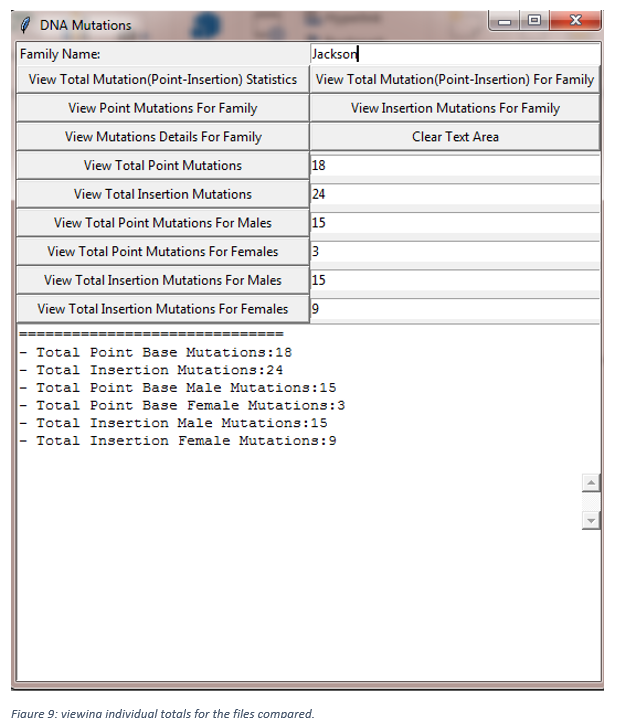 DNA Mutations
Family Name: Jackson
View Total Mutation(Point-Insertion) Statistics View Total Mutation(Point-Insertion) For Family
View Point Mutations For Family View Insertion Mutations For Family
View Mutations Details For Family Clear Text Area
View Total Point Mutations 18
View Total Insertion Mutations 24
View Total Point Mutations For Males 15
View Total Point Mutations For Females 3
View Total Insertion Mutations For Males 15
View Total Insertion Mutations For Females 9
==============================
- Total Point Base Mutations:18
- Total Insertion Mutations:24
- Total Point Base Male Mutations:15
- Total Point Base Female Mutations:3
- Total Insertion Male Mutations:15
- Total Insertion Female Mutations:9
Figure 9: viewing individual totals for the files compared.